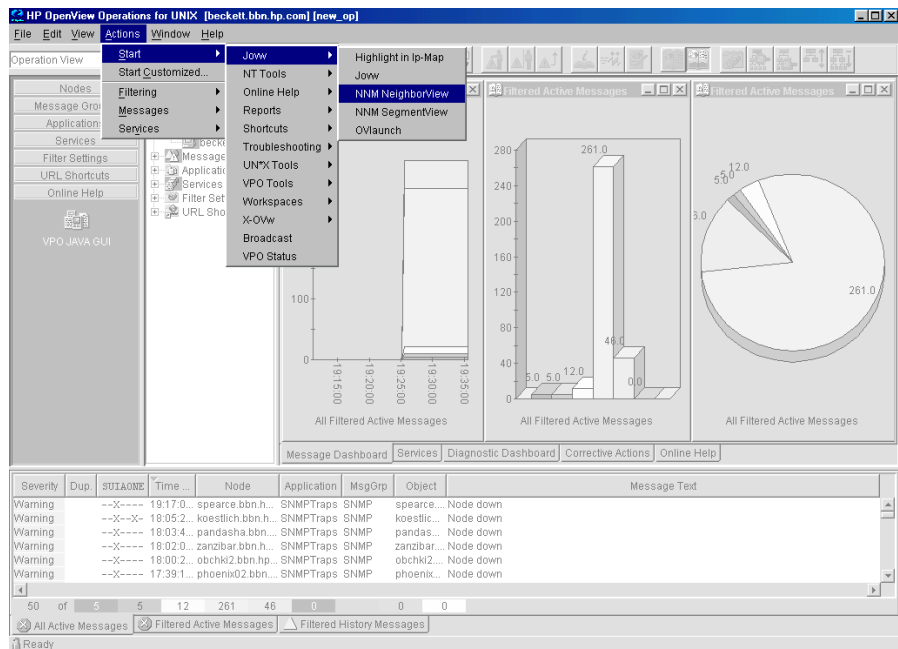 HP OpenView Operations for UNIX [beckett.bbn.hp.com] [new_op]
File Edit View Actions Window Help
Operation View
Start
Start Customized...
Filtering
Messages
Services
Jovw
NT Tools
Online Help
Reports
Shortcuts
Troubleshooting
UN*X Tools
VPO Tools
Workspaces
X-OVw
Broadcast
VPO Status
Highlight in Ip-Map
Jovw
NNM NeighborView
NNM SegmentView
OVlaunch
Nodes
Message Gro
Application
Services
Filter Settings
URL Shortcuts
Online Help
VPO JAVA GUI
becke
Message
Applicatio
Services
Filter Set
URL Sho
100
0
19:15:00
19:20:00
19:25:00
19:30:00
19:35:00
All Filtered Active Messages
Filtered Active Messages
280
240
200
160
120
80
40
0
5.0 5.0 12.0 261.0 46.0 0.0
All Filtered Active Messages
Filtered Active Messages
5.0 12.0
261.0
All Filtered Active Messages
Message Dashboard Services Diagnostic Dashboard Corrective Actions Online Help
Severity Dup. SUIAONE Time ... Node Application MsgGrp Object Message Text
Warning --X---- 19:17:0... spearce.bbn.h... SNMPTraps SNMP spearce.... Node down
Warning --X--X- 18:05:2... koestlich.bbn.h... SNMPTraps SNMP koestlic... Node down
Warning --X---- 18:03:4... pandasha.bbn... SNMPTraps SNMP pandas... Node down
Warning --X---- 18:02:0... zanzibar.bbn.h... SNMPTraps SNMP zanzibar.... Node down
Warning --X---- 18:00:2... obchki2.bbn.hp... SNMPTraps SNMP obchki2.... Node down
Warning --X---- 17:39:1... phoenix02.bbn.... SNMPTraps SNMP phoenix... Node down
50 of 5 5 12 261 46 0 0 0
All Active Messages Filtered Active Messages Filtered History Messages
Ready